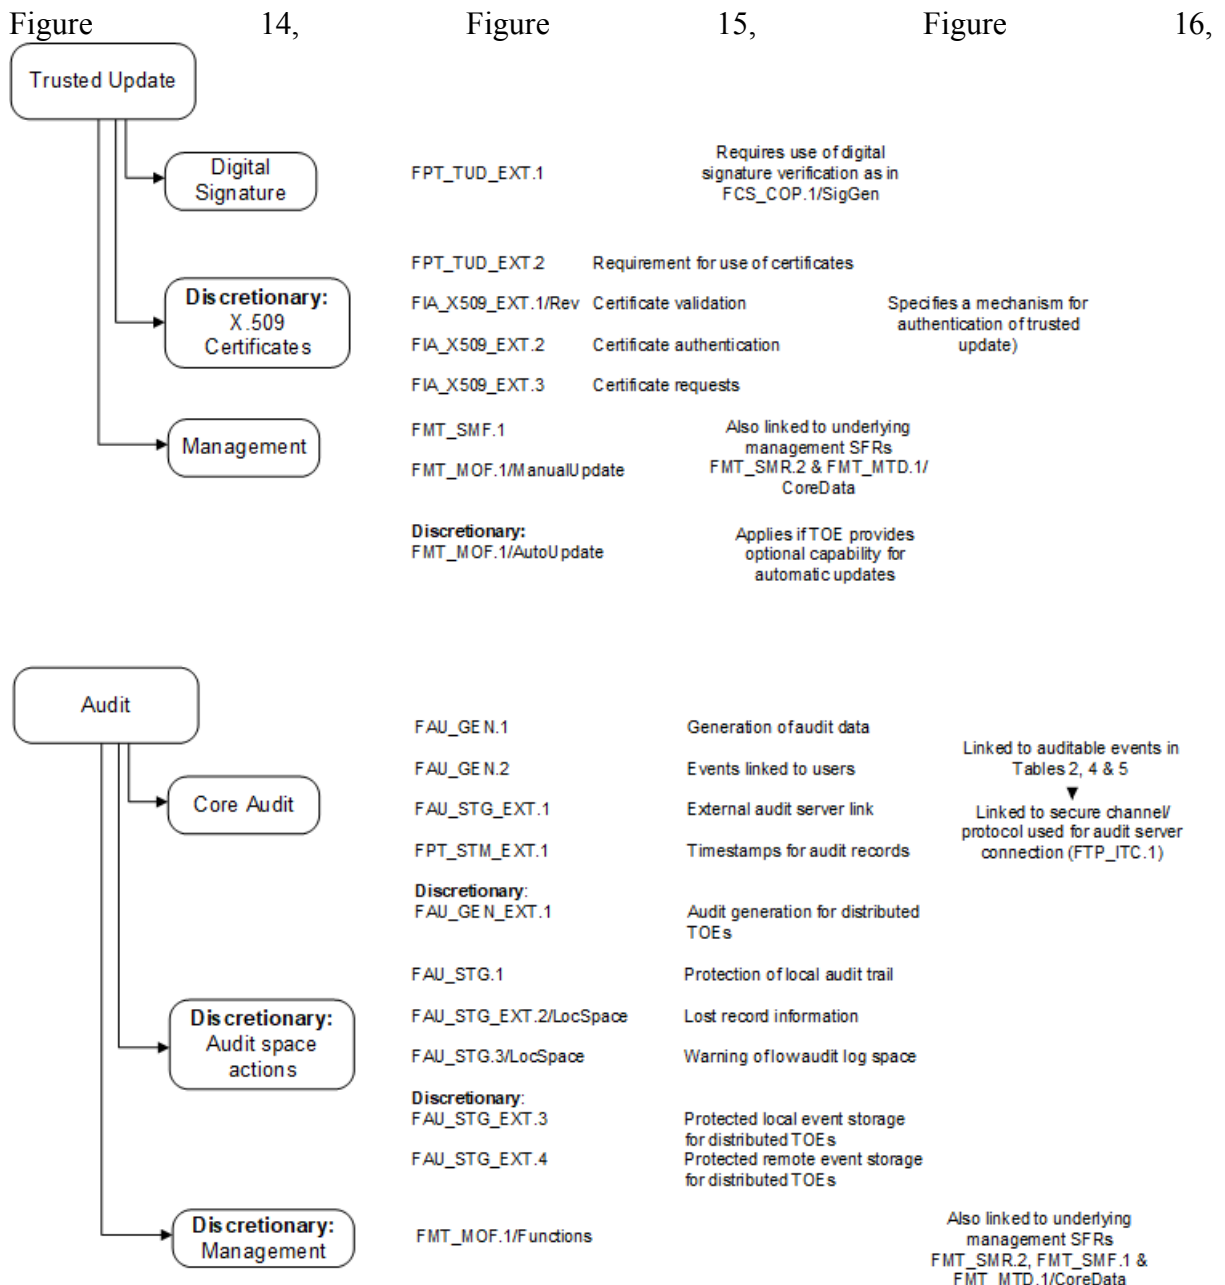 Figure 14, Figure 15, Figure 16,
Trusted Update
Digital
Signature
FPT_TUD_EXT.1
Requires use of digital
signature verification as in
FCS_COP.1/SigGen
Discretionary:
X.509
Certificates
FPT_TUD_EXT.2 Requirement for use of certificates
FIA_X509_EXT.1/Rev Certificate validation
FIA_X509_EXT.2 Certificate authentication
FIA_X509_EXT.3 Certificate requests
Specifies a mechanism for
authentication of trusted
update)
Management
FMT_SMF.1
FMT_MOF.1/ManualUpdate
Also linked to underlying
management SFRs
FMT_SMR.2 & FMT_MTD.1/
CoreData
Discretionary:
FMT_MOF.1/AutoUpdate
Applies if TOE provides
optional capability for
automatic updates
Audit
Core Audit
FAU_GEN.1 Generation of audit data
FAU_GEN.2 Events linked to users
FAU_STG_EXT.1 External audit server link
FPT_STM_EXT.1 Timestamps for audit records
Linked to auditable events in
Tables 2, 4 & 5
Linked to secure channel/
protocol used for audit server
connection (FTP_ITC.1)
Discretionary:
FAU_GEN_EXT.1 Audit generation for distributed
TOEs
Discretionary:
Audit space
actions
FAU_STG.1 Protection of local audit trail
FAU_STG_EXT.2/LocSpace Lost record information
FAU_STG.3/LocSpace Warning of low audit log space
Discretionary:
FAU_STG_EXT.3 Protected local event storage
for distributed TOEs
FAU_STG_EXT.4 Protected remote event storage
for distributed TOEs
Discretionary:
Management
FMT_MOF.1/Functions
Also linked to underlying
management SFRs
FMT_SMR.2, FMT_SMF.1 &
FMT_MTD.1/CoreData